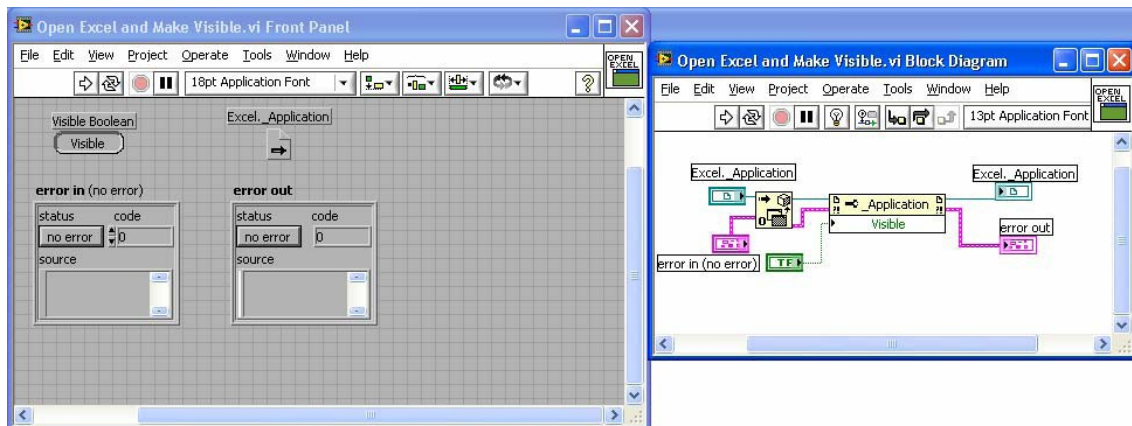 Open Excel and Make Visible.vi Front Panel
File Edit View Project Operate Tools Window Help
OPEN
EXCEL
18pt Application Font
?
Visible Boolean
Visible
Excel._Application
error in (no error)
status code
no error 0
source
error out
status code
no error 0
source
Open Excel and Make Visible.vi Block Diagram
File Edit View Project Operate Tools Window Help
OPEN
EXCEL
13pt Application Font
Excel._Application
_Application
Visible
Excel._Application
error out
error in (no error)
TF